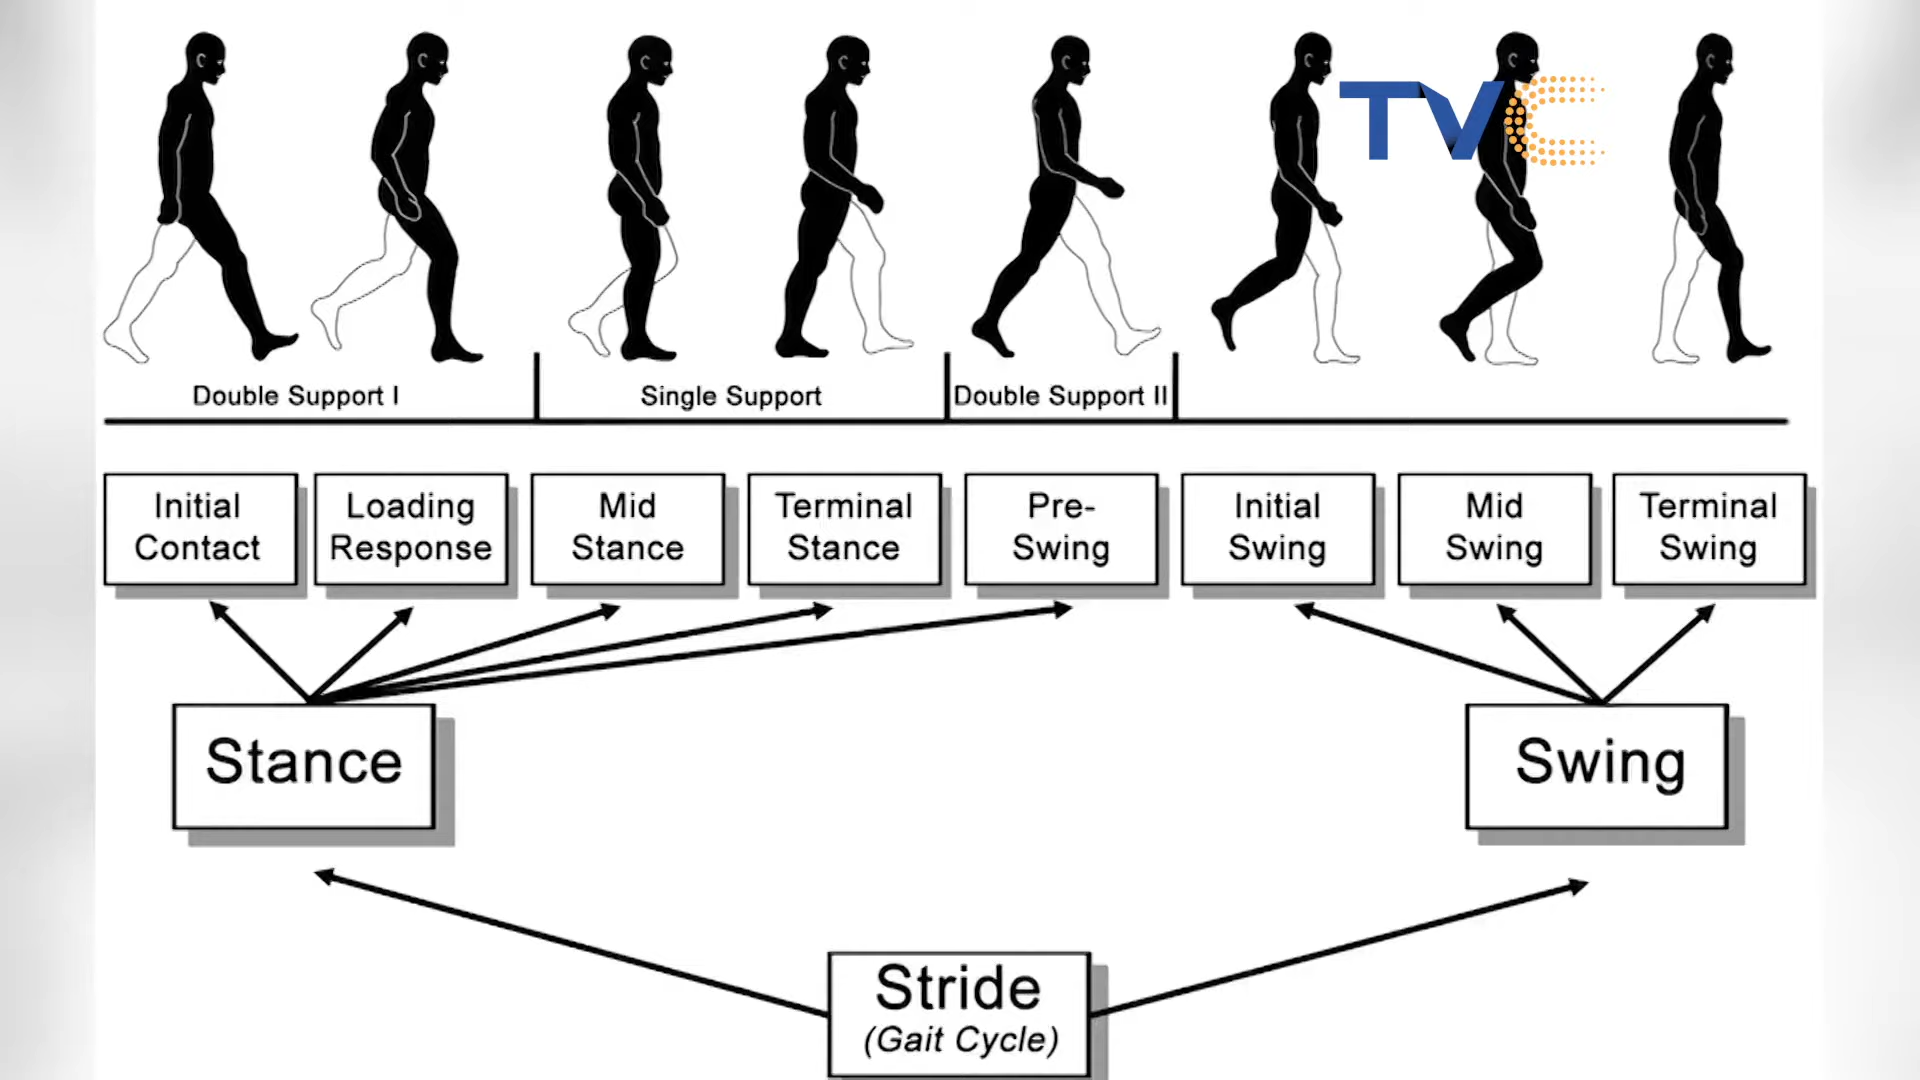 TVC
Double Support I
Single Support
Double Support II
Initial
Contact
Loading
Response
Mid
Stance
Terminal
Stance
Pre-
Swing
Initial
Swing
Mid
Swing
Terminal
Swing
Stance
Swing
Stride
(Gait Cycle)